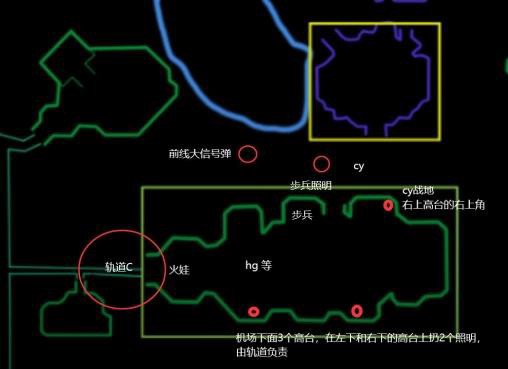 前线大信号弹
cy
步兵照明
cy战地
右上高台的右上角
步兵
轨道C
火娃
hg 等
机场下面3个高台，在左下和右下的高台上扔2个照明，
由轨道负责